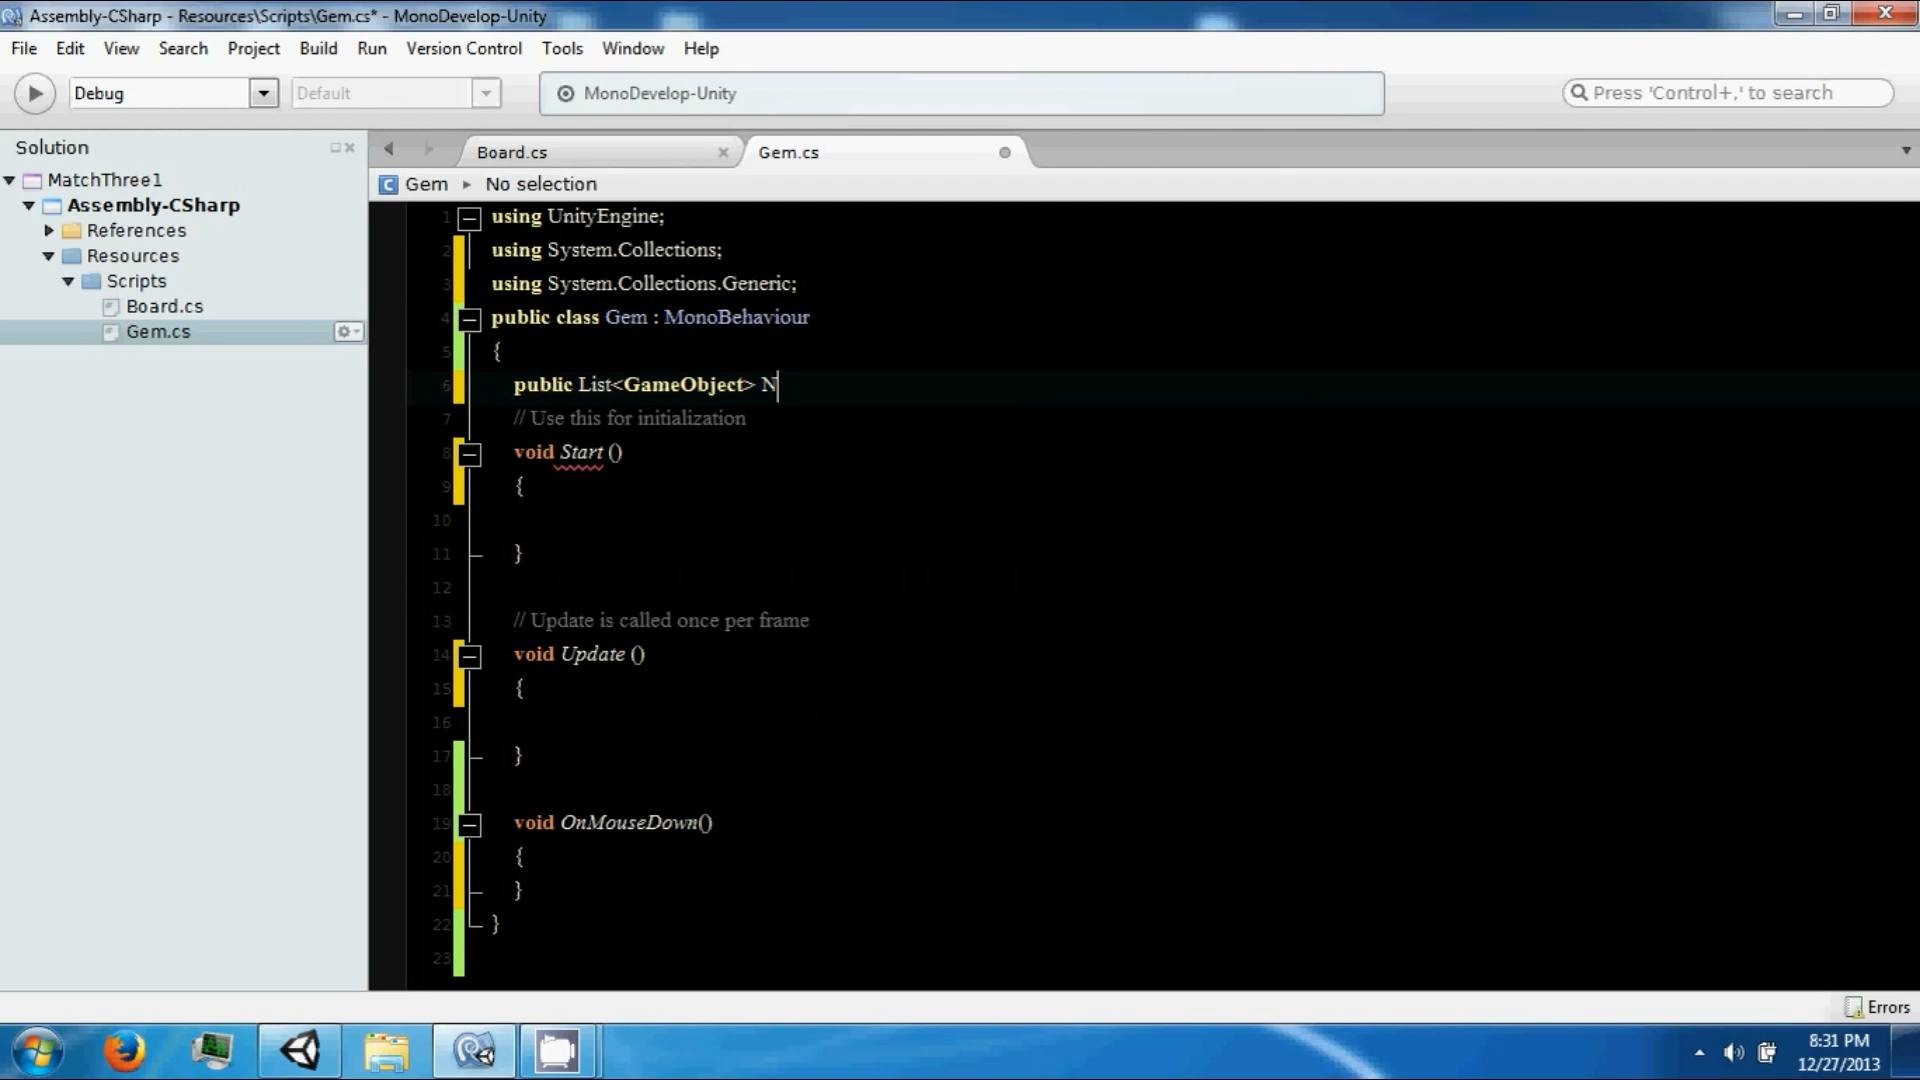 Assembly-CSharp - Resources\Scripts\Gem.cs* - MonoDevelop-Unity
File Edit View Search Project Build Run Version Control Tools Window Help
Debug Default MonoDevelop-Unity Press 'Control+,' to search
Solution
MatchThree1
Assembly-CSharp
References
Resources
Scripts
Board.cs
Gem.cs
Board.cs Gem.cs
Gem No selection
1 using UnityEngine;
2 using System.Collections;
3 using System.Collections.Generic;
4 public class Gem : MonoBehaviour
5 {
6 public List<GameObject> N
7 // Use this for initialization
8 void Start ()
9 {
10
11 }
12
13 // Update is called once per frame
14 void Update ()
15 {
16
17 }
18
19 void OnMouseDown()
20 {
21 }
22 }
23
Errors
8:31 PM
12/27/2013